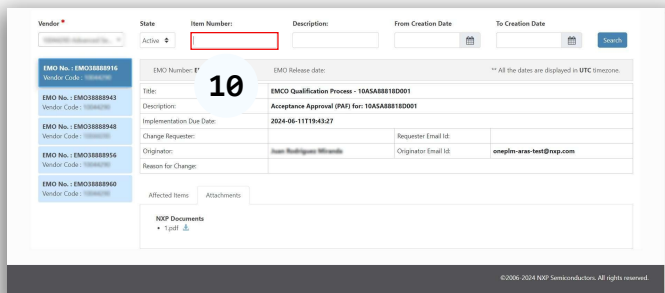 Vendor *
State
Item Number:
Description:
From Creation Date
To Creation Date
Active
Search
EMO No. : EMO38888916
Vendor Code :
EMO No. : EMO38888943
Vendor Code :
EMO No. : EMO38888948
Vendor Code :
EMO No. : EMO38888956
Vendor Code :
EMO No. : EMO38888960
Vendor Code :
EMO Number:
EMO Release date:
** All the dates are displayed in UTC timezone.
10
Title: EMCO Qualification Process - 10ASA88818D001
Description: Acceptance Approval (PAF) for: 10ASA88818D001
Implementation Due Date: 2024-06-11T19:43:27
Change Requester: Requester Email Id:
Originator: Originator Email Id: oneplm-aras-test@nxp.com
Reason for Change:
Affected Items Attachments
NXP Documents
• 1.pdf
©2006-2024 NXP Semiconductors. All rights reserved.